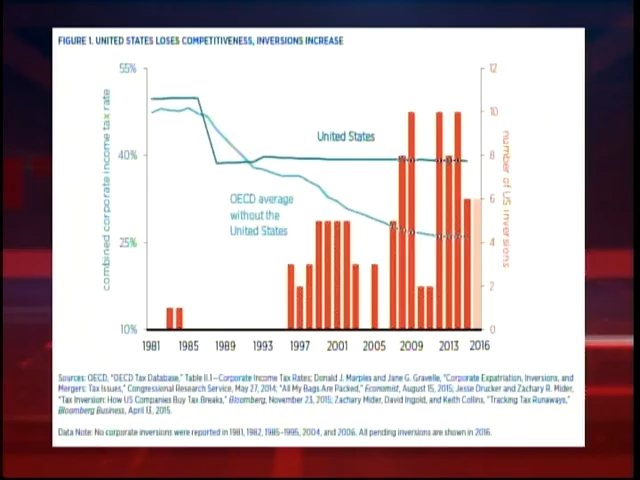 FIGURE 1. UNITED STATES LOSES COMPETITIVENESS, INVERSIONS INCREASE
55%
40%
25%
10%
combined corporate income tax rate
United States
OECD average
without the
United States
12
10
8
6
4
2
0
number of US inversions
1981 1985 1989 1993 1997 2001 2005 2009 2013 2016
Sources: OECD, "OECD Tax Database," Table II.1—Corporate Income Tax Rates; Donald J. Marples and Jane G. Gravelle, "Corporate Expatriation, Inversions, and
Mergers: Tax Issues," Congressional Research Service, May 27, 2014; "All My Bags Are Packed," Economist, August 15, 2015; Jesse Drucker and Zachary R. Mider,
"Tax Inversion: How US Companies Buy Tax Breaks," Bloomberg, November 23, 2015; Zachary Mider, David Ingold, and Keith Collins, "Tracking Tax Runaways,"
Bloomberg Business, April 13, 2015.
Data Note: No corporate inversions were reported in 1981, 1982, 1985–1995, 2004, and 2006. All pending inversions are shown in 2016.